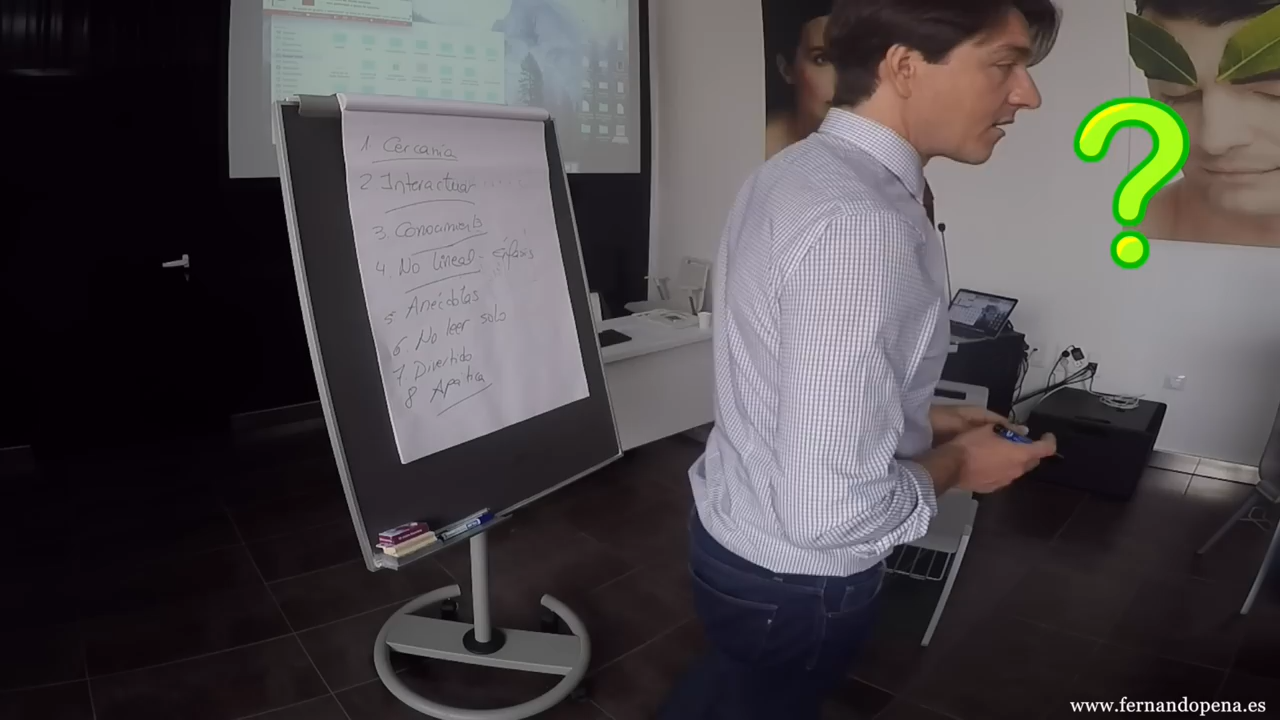 1 Cercanía
2 Interactuar
3. Conocimiento
4. No lineal - énfasis
5 Anécdotas
6. No leer solo
7 Divertido
8 Apatica
www.fernandopena.es